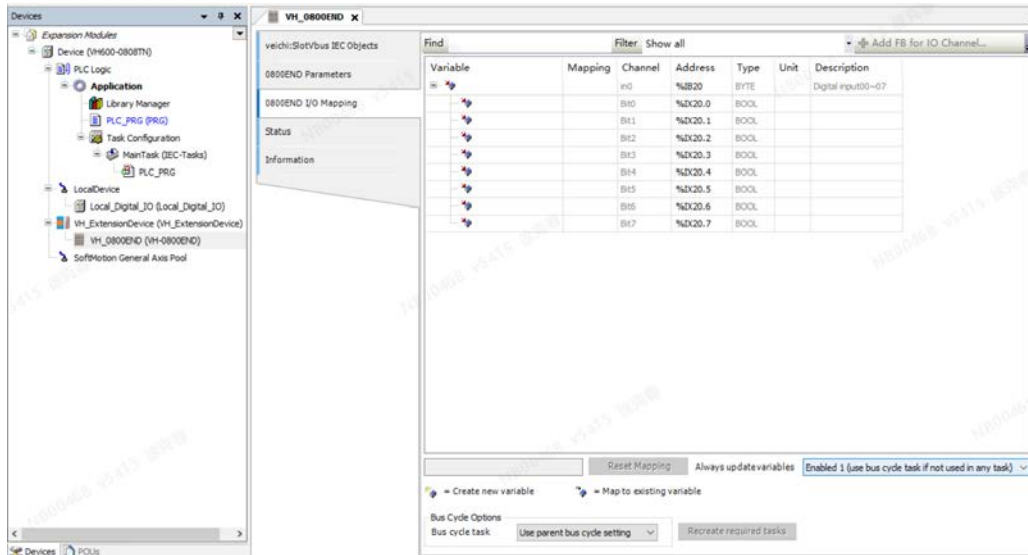 Devices
Expansion Modules
Device (VH600-0808TN)
PLC Logic
Application
Library Manager
PLC_PRG (PRG)
Task Configuration
MainTask (IEC-Tasks)
PLC_PRG
LocalDevice
Local_Digital_IO (Local_Digital_IO)
VH_ExtensionDevice (VH_ExtensionDevice)
VH_0800END (VH-0800END)
SoftMotion General Axis Pool
Devices POUs
VH_0800END
veichi:SlotVbus IEC Objects
0800END Parameters
0800END I/O Mapping
Status
Information
Find Filter Show all Add FB for IO Channel...
Variable Mapping Channel Address Type Unit Description
in0 %IB20 BYTE Digital input00~07
Bit0 %IX20.0 BOOL
Bit1 %IX20.1 BOOL
Bit2 %IX20.2 BOOL
Bit3 %IX20.3 BOOL
Bit4 %IX20.4 BOOL
Bit5 %IX20.5 BOOL
Bit6 %IX20.6 BOOL
Bit7 %IX20.7 BOOL
Reset Mapping Always update variables Enabled 1 (use bus cycle task if not used in any task)
= Create new variable = Map to existing variable
Bus Cycle Options
Bus cycle task Use parent bus cycle setting Recreate required tasks